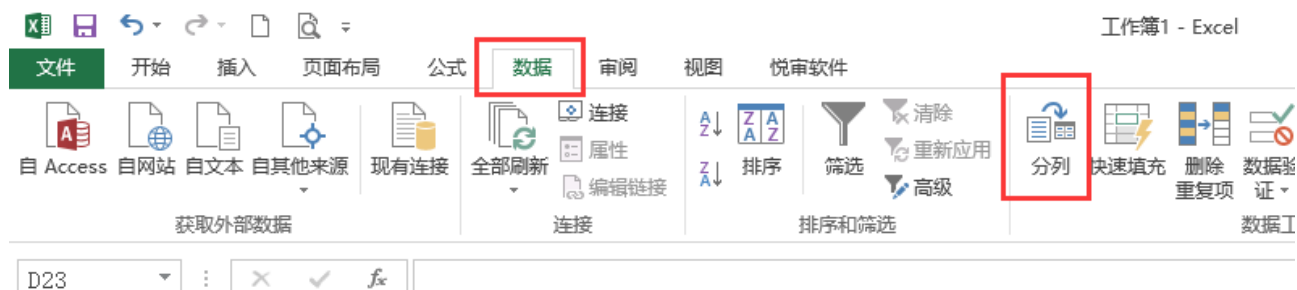 工作簿1 - Excel
文件 开始 插入 页面布局 公式 数据 审阅 视图 悦审软件
自 Access 自网站 自文本 自其他来源 现有连接 全部刷新 连接 属性 编辑链接 排序 筛选 清除 重新应用 高级 分列 快速填充 删除 重复项 数据验 证
获取外部数据 连接 排序和筛选 数据工
D23 fx